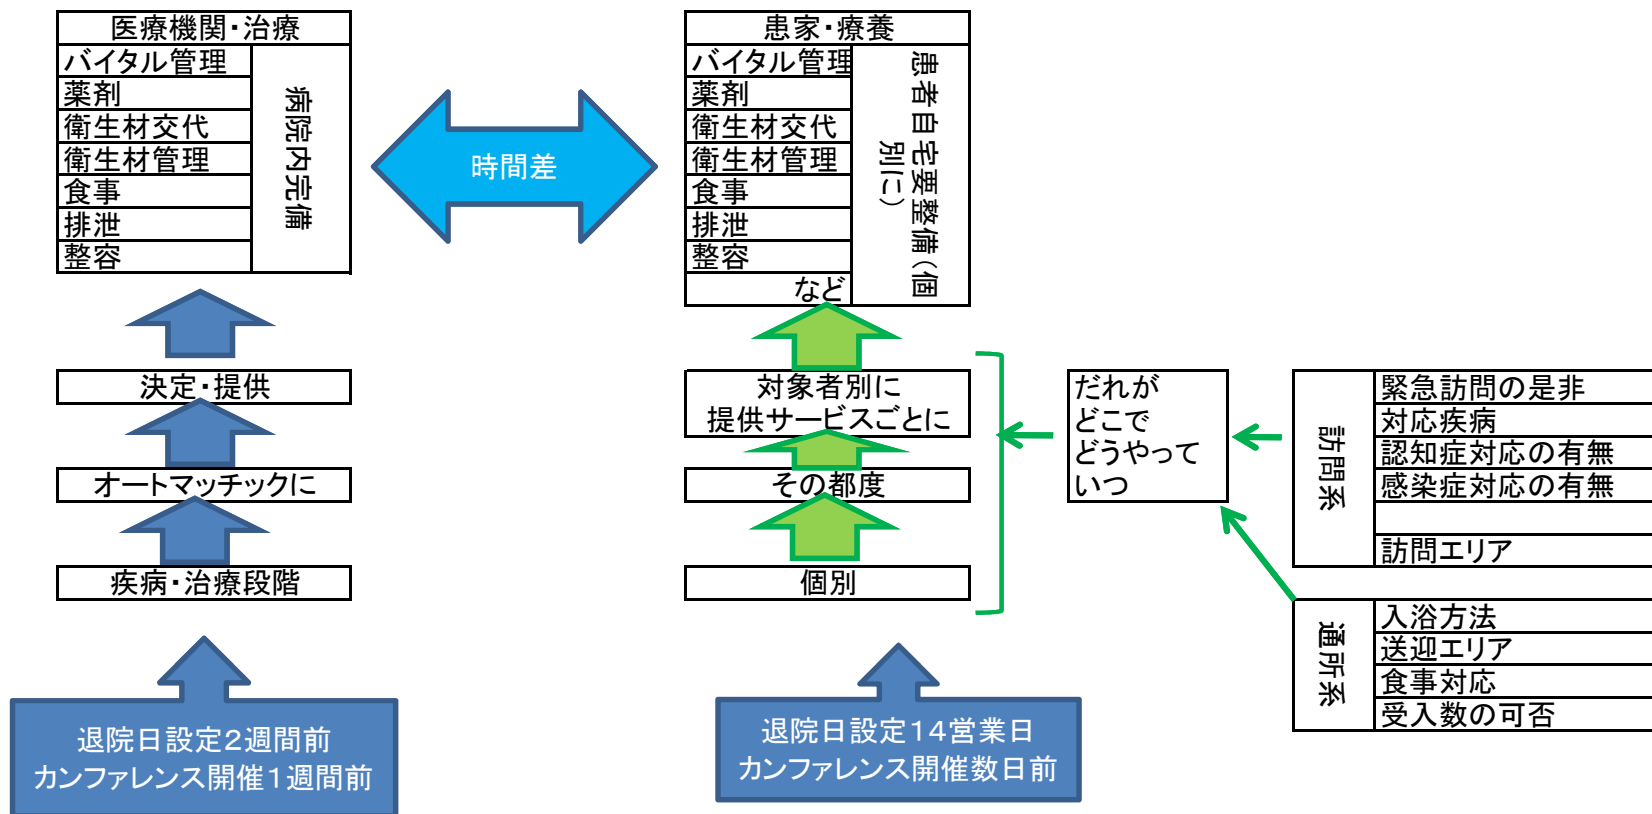 医療機関・治療
バイタル管理
薬剤
衛生材交代
衛生材管理
食事
排泄
整容
病院内完備
時間差
患家・療養
バイタル管理
薬剤
衛生材交代
衛生材管理
食事
排泄
整容
など
患者自宅要整備（個
別に）
決定・提供
オートマッチックに
疾病・治療段階
退院日設定２週間前
カンファレンス開催１週間前
対象者別に
提供サービスごとに
その都度
個別
退院日設定１４営業日
カンファレンス開催数日前
だれが
どこで
どうやって
いつ
訪問系
緊急訪問の是非
対応疾病
認知症対応の有無
感染症対応の有無
訪問エリア
通所系
入浴方法
送迎エリア
食事対応
受入数の可否